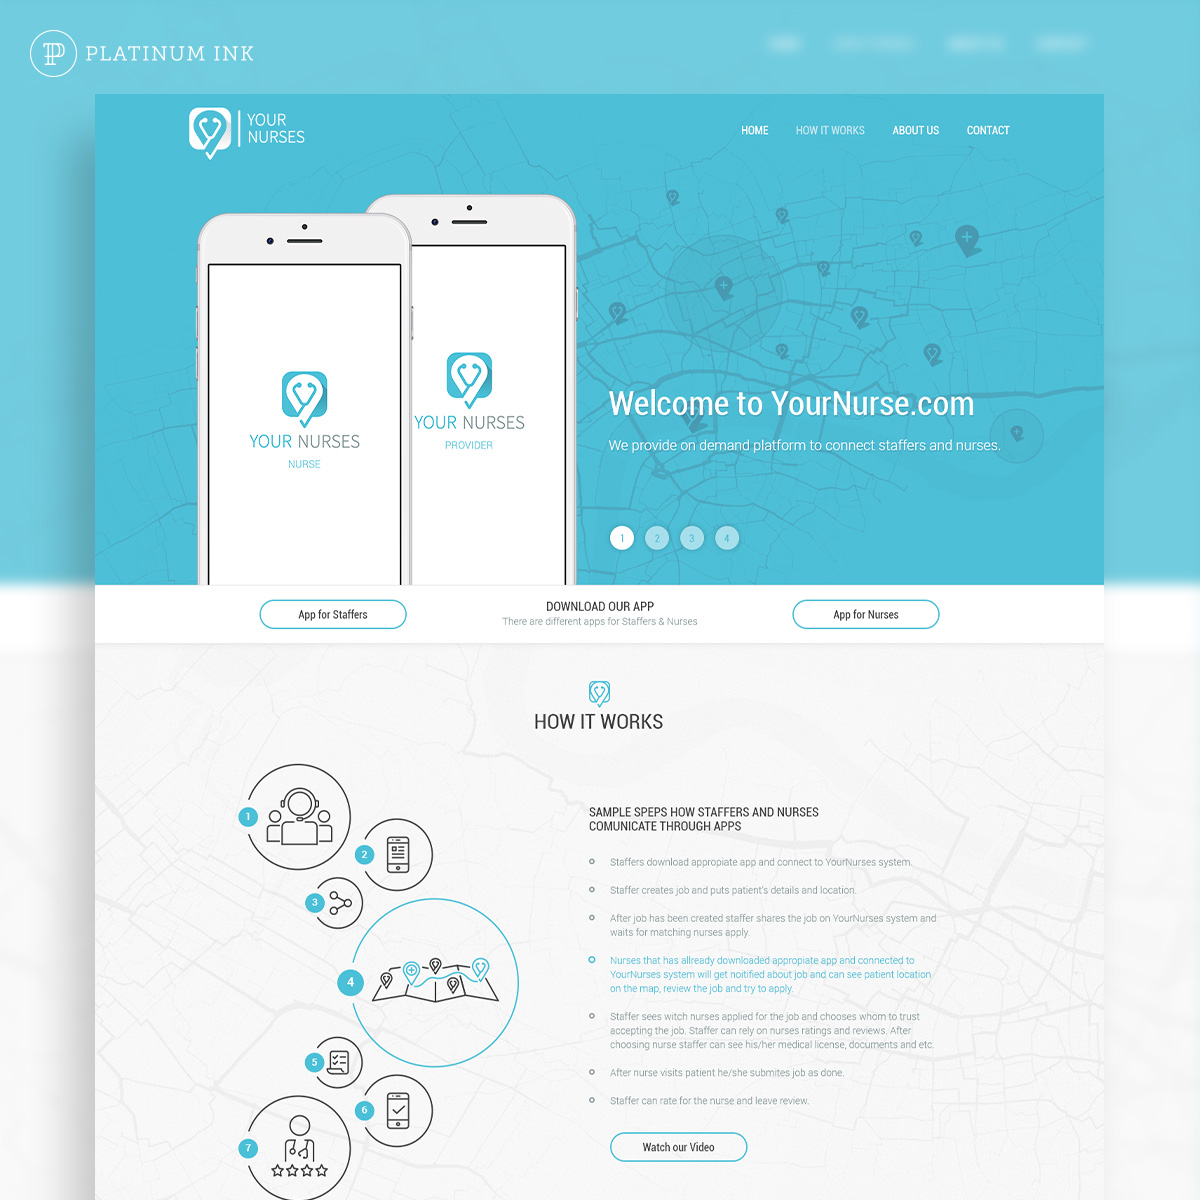 PLATINUM INK
YOUR
NURSES
HOME
HOW IT WORKS
ABOUT US
CONTACT
YOUR NURSES
NURSE
YOUR NURSES
PROVIDER
Welcome to YourNurse.com
We provide on demand platform to connect staffers and nurses.
1
2
3
4
App for Staffers
DOWNLOAD OUR APP
There are different apps for Staffers & Nurses
App for Nurses
HOW IT WORKS
1
2
3
4
5
6
7
SAMPLE SPEPS HOW STAFFERS AND NURSES
COMUNICATE THROUGH APPS
Staffers download appropiate app and connect to YourNurses system.
Staffer creates job and puts patient's details and location.
After job has been created staffer shares the job on YourNurses system and
waits for matching nurses apply.
Nurses that has allready downloaded appropiate app and connected to
YourNurses system will get noitified about job and can see patient location
on the map, review the job and try to apply.
Staffer sees witch nurses applied for the job and chooses whom to trust
accepting the job. Staffer can rely on nurses ratings and reviews. After
choosing nurse staffer can see his/her medical license, documents and etc.
After nurse visits patient he/she submites job as done.
Staffer can rate for the nurse and leave review.
Watch our Video